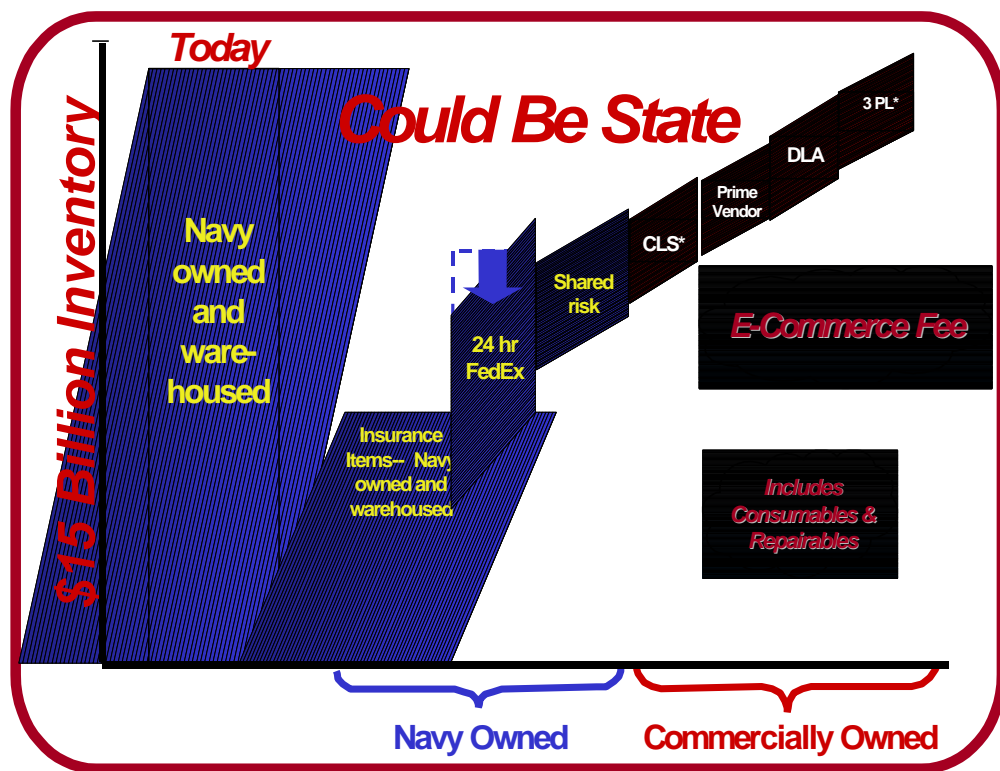 Today
Could Be State
$15 Billion Inventory
Navy
owned
and
ware-
housed
Insurance
Items-- Navy
owned and
warehoused
24 hr
FedEx
Shared
risk
CLS*
Prime
Vendor
DLA
3 PL*
E-Commerce Fee
Includes
Consumables &
Repairables
Navy Owned
Commercially Owned